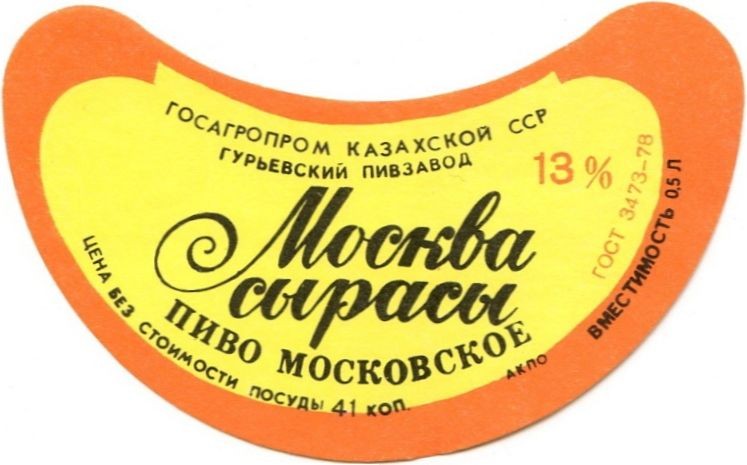 ГОСАГРОПРОМ КАЗАХСКОЙ ССР
ГУРЬЕВСКИЙ ПИВЗАВОД
13 %
Москва
сырасы
ПИВО МОСКОВСКОЕ
ЦЕНА БЕЗ СТОИМОСТИ ПОСУДЫ 41 КОП.
АКПО
ГОСТ 3473-78
ВМЕСТИМОСТЬ 0,5 Л